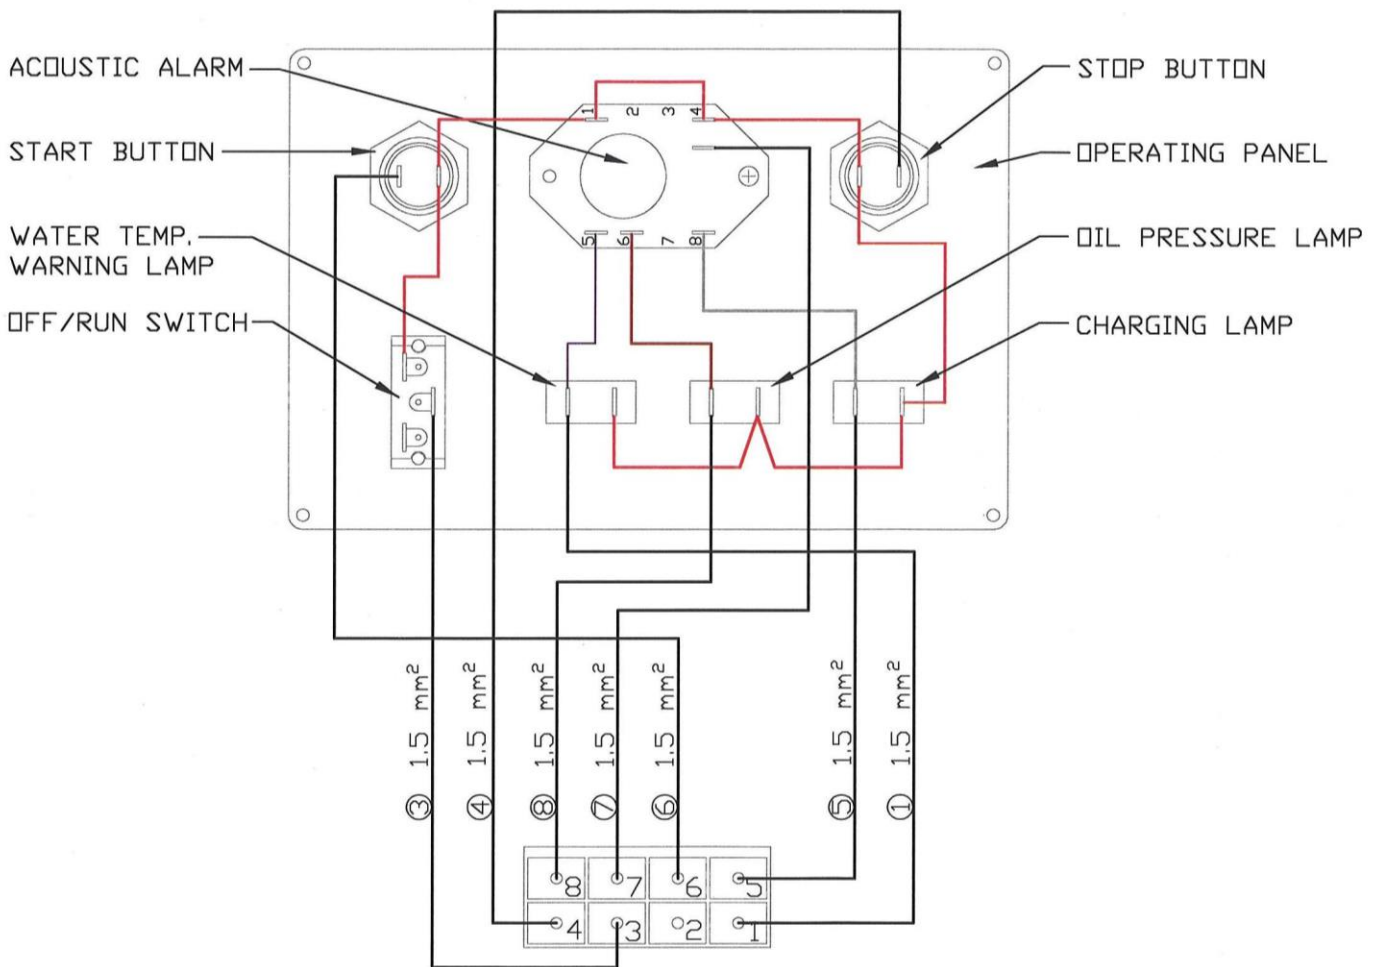 ACOUSTIC ALARM
STOP BUTTON
1 2 3 4
START BUTTON
OPERATING PANEL
WATER TEMP.
WARNING LAMP
5 6 7 8
OIL PRESSURE LAMP
OFF/RUN SWITCH
CHARGING LAMP
③ 1.5 mm²
④ 1.5 mm²
⑧ 1.5 mm²
⑦ 1.5 mm²
⑥ 1.5 mm²
⑤ 1.5 mm²
① 1.5 mm²
8 7 6 5
4 3 2 1